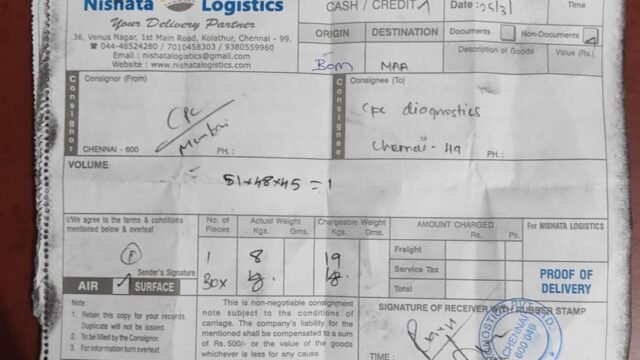 Nishata Logistics
Your Delivery Partner
36, Venus Nagar, 1st Main Road, Kolathur, Chennai - 99.
☎ 044-48524280 / 7010458303 / 9380559960
Email : nishatalogistics@gmail.com
Website : www.nishatalogistics.com
CASH / CREDIT
Date : 25/3/
Time
ORIGIN DESTINATION
Documents Non-Documents
Description of Goods Value (Rs.)
Bom MAA
Consignor (From)
Consignor
CPC
Mumbai
CHENNAI - 600 PH. :
Consignee (To)
Consignee
Cpc diagnostics
Chennai - 49 PH. :
VOLUME
51×48×45 = 1
I/We agree to the terms & conditions
mentioned below & overleaf
Sender's Signature
AIR SURFACE
No. of Pieces
Actual Weight
Kgs. Gms.
Chargeable Weight
Kgs. Gms.
1 8 19
Box kg. kg.
AMOUNT CHARGED
Rs. Ps.
Freight
Service Tax
Total
For NISHATA LOGISTICS
PROOF OF
DELIVERY
Note:
1. Retain this copy for your records.
Duplicate will not be issued.
2. To be filled by the Consignor.
3. For information turn overleaf.
This is non-negotiable consignment
note subject to the conditions of
carriage. The company's liability for
the mentioned shall be compensated to a
sum of Rs. 500/- or the value of the goods
whichever is less for any cause.
SIGNATURE OF RECEIVER WITH RUBBER STAMP
TIME :
CHENNAI
600 049